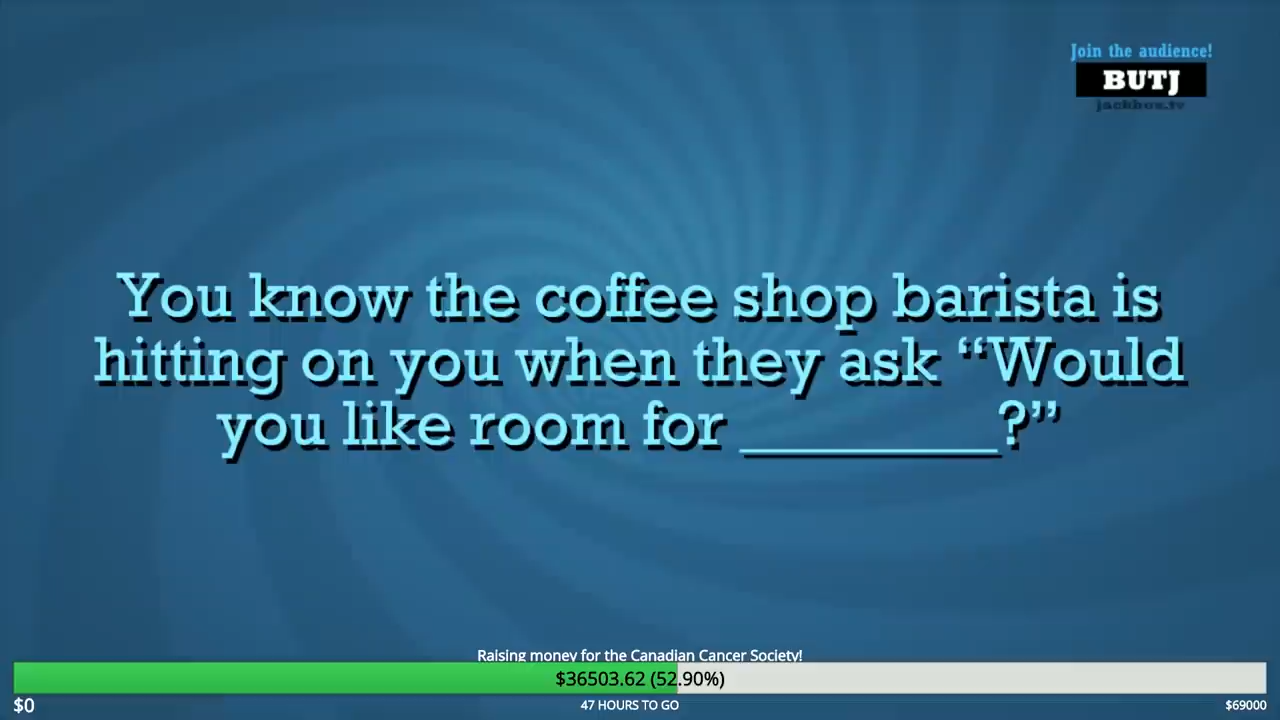 Join the audience!
BUTJ
jackbox.tv
You know the coffee shop barista is
hitting on you when they ask “Would
you like room for ________?”
Raising money for the Canadian Cancer Society!
$36503.62 (52.90%)
$0
47 HOURS TO GO
$69000